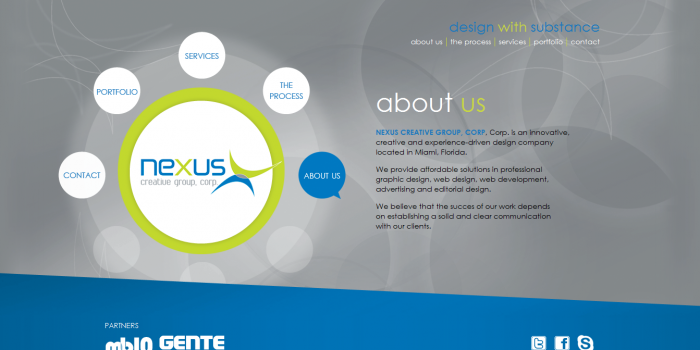 design with substance
about us | the process | services | portfolio | contact
SERVICES
PORTFOLIO
THE
PROCESS
about us
nexus
creative group, corp.
CONTACT
ABOUT US
NEXUS CREATIVE GROUP, CORP. Corp. is an innovative,
creative and experience-driven design company
located in Miami, Florida.
We provide affordable solutions in professional
graphic design, web design, web development,
advertising and editorial design.
We believe that the succes of our work depends
on establishing a solid and clear communication
with our clients.
PARTNERS
GENTE